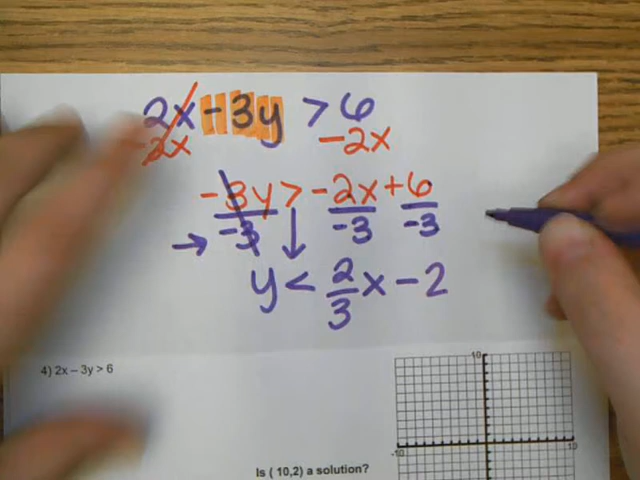 2x - 3y > 6
-2x -2x
-3y > -2x + 6
-3 -3 -3
→ ↓
y < 2/3 x - 2
4) 2x – 3y > 6
10
-10 10
Is ( 10,2) a solution?